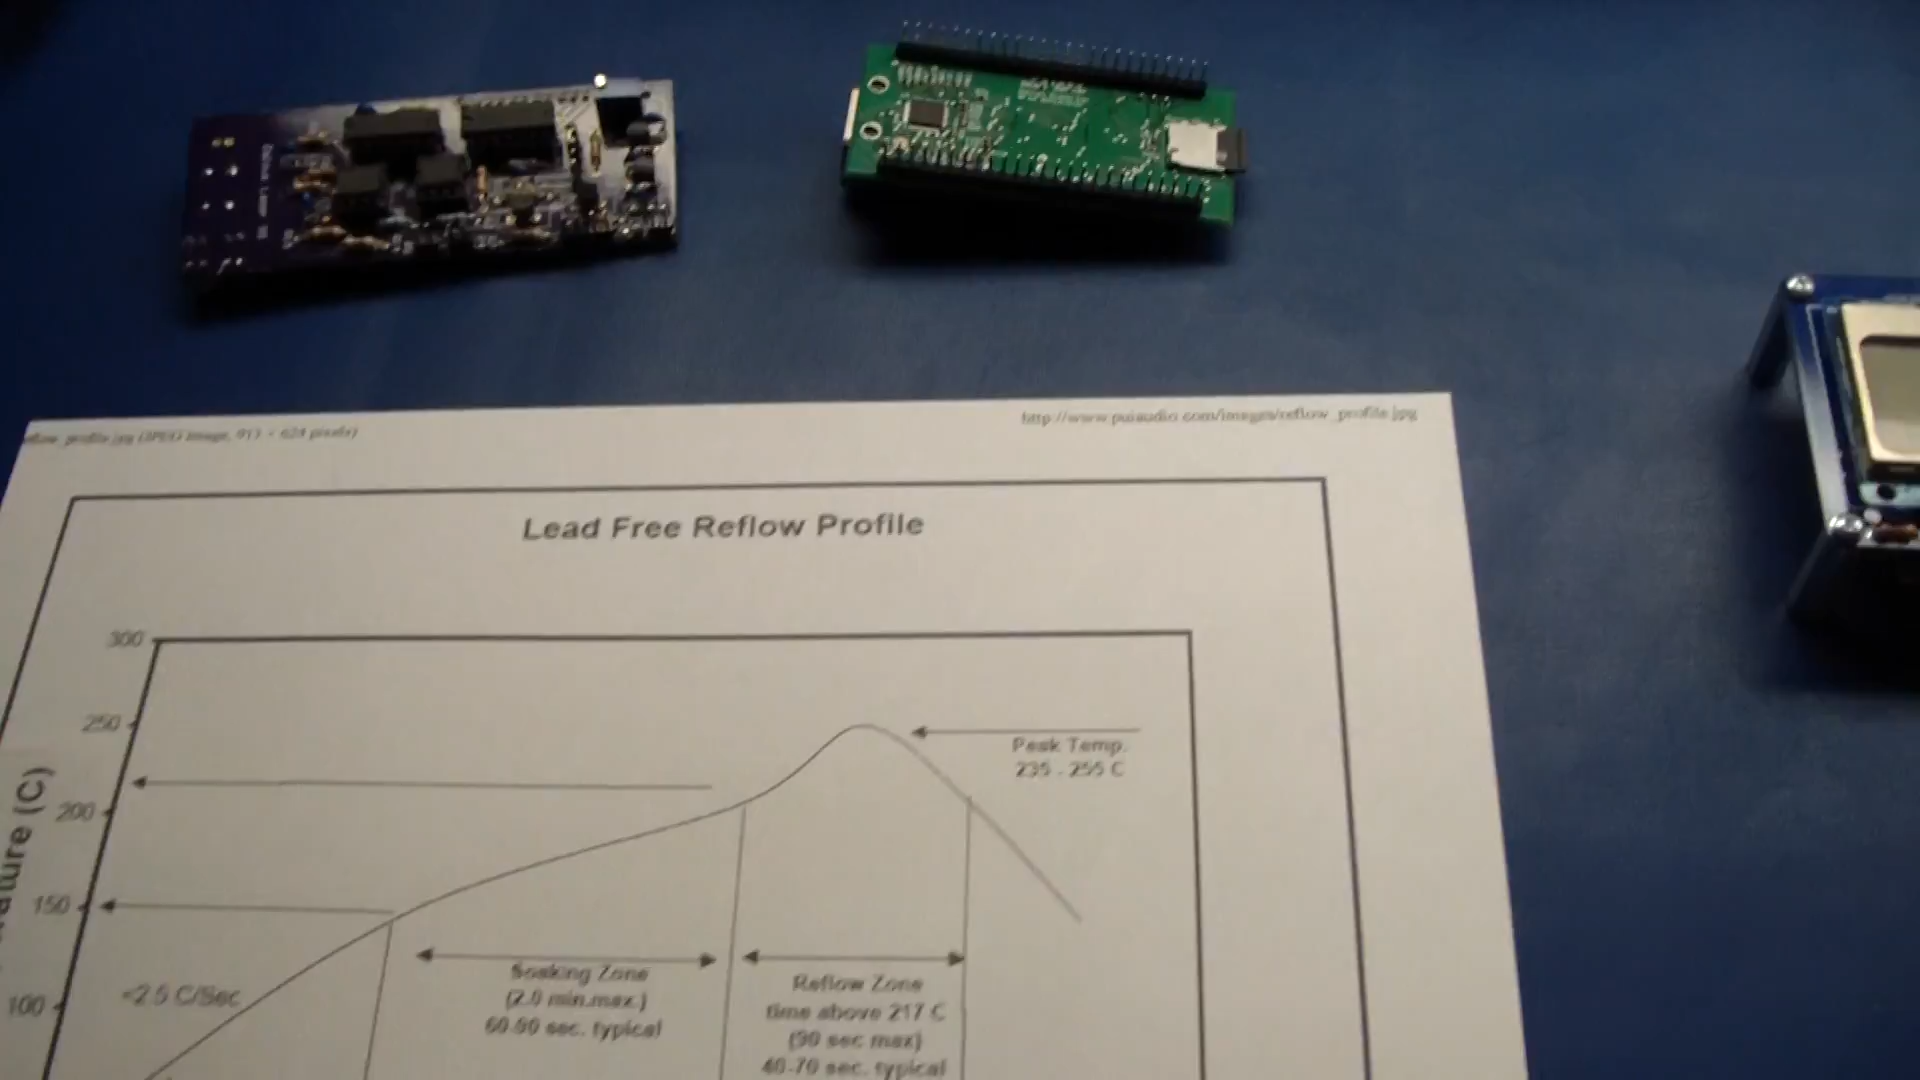 http://www.puiaudio.com/images/reflow_profile.jpg
Lead Free Reflow Profile
300
250
Peak Temp.
235 - 255 C
200
150
Soaking Zone
(2.0 min.max.)
60-90 sec. typical
Reflow Zone
time above 217 C
(90 sec max)
40-70 sec. typical
<2.5 C/Sec
100